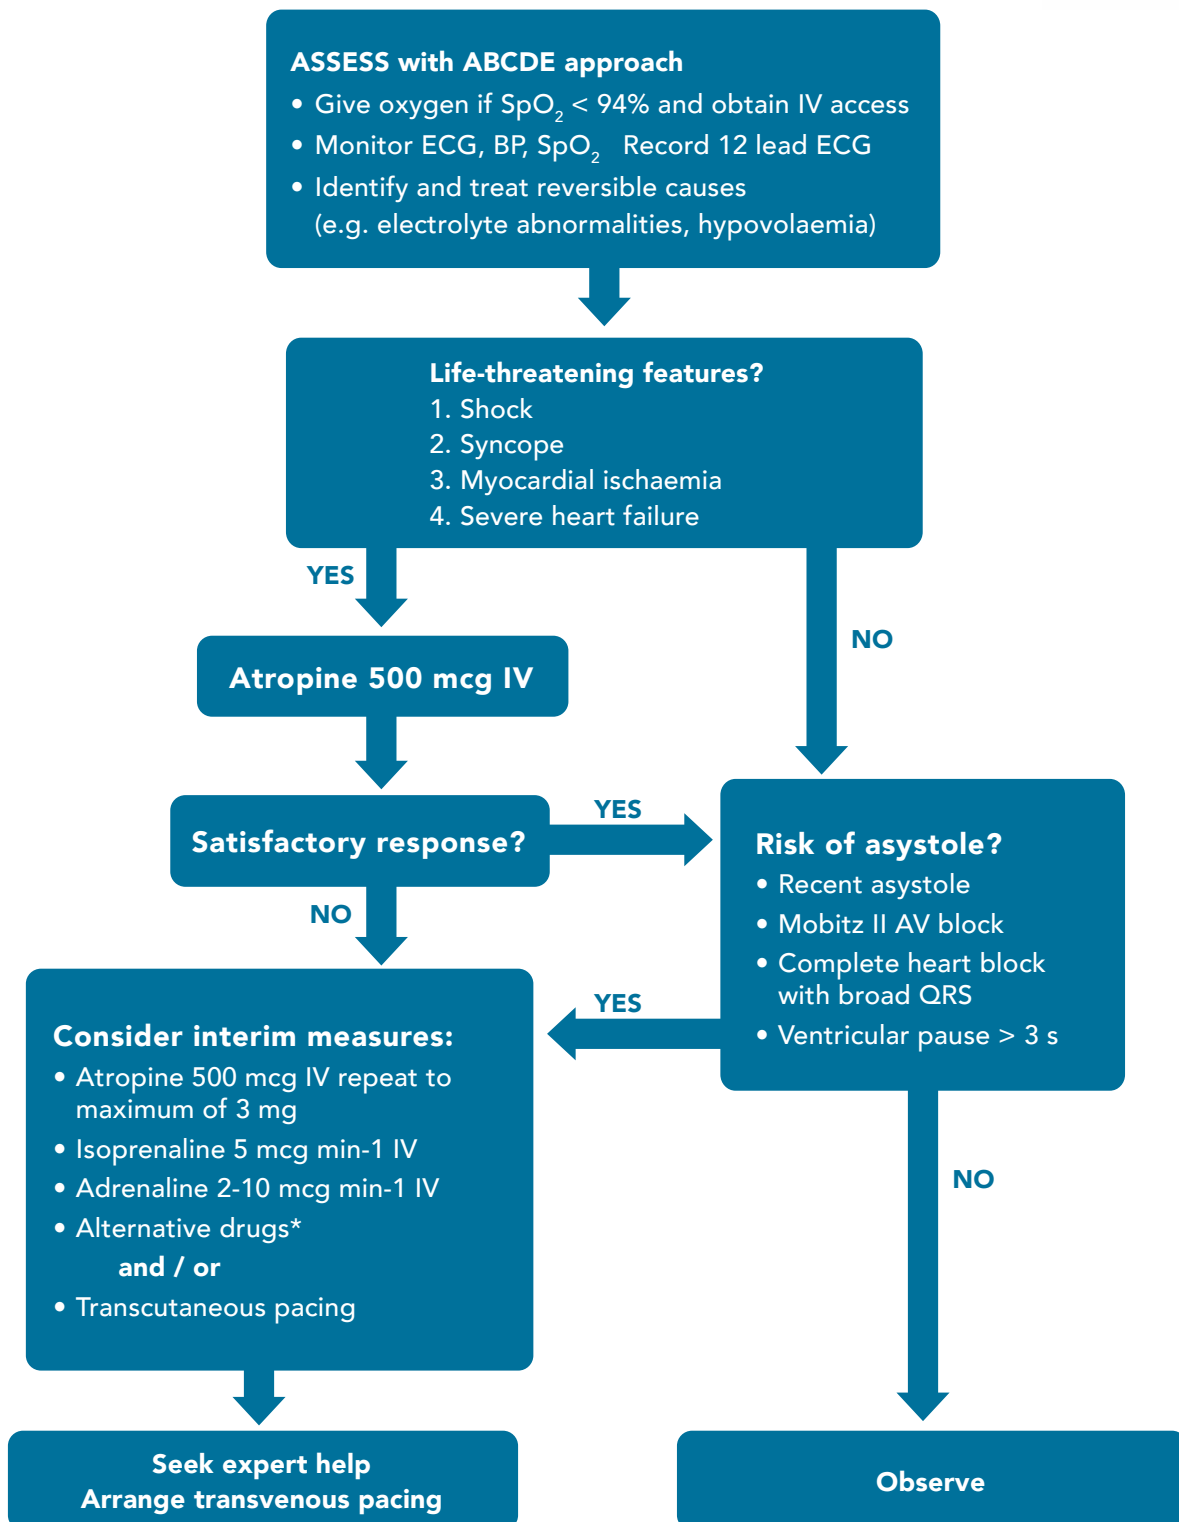 ASSESS with ABCDE approach
• Give oxygen if SpO₂ < 94% and obtain IV access
• Monitor ECG, BP, SpO₂ Record 12 lead ECG
• Identify and treat reversible causes
(e.g. electrolyte abnormalities, hypovolaemia)
Life-threatening features?
1. Shock
2. Syncope
3. Myocardial ischaemia
4. Severe heart failure
YES
NO
Atropine 500 mcg IV
Satisfactory response?
YES
NO
Risk of asystole?
• Recent asystole
• Mobitz II AV block
• Complete heart block
with broad QRS
• Ventricular pause > 3 s
YES
NO
Consider interim measures:
• Atropine 500 mcg IV repeat to
maximum of 3 mg
• Isoprenaline 5 mcg min-1 IV
• Adrenaline 2-10 mcg min-1 IV
• Alternative drugs*
and / or
• Transcutaneous pacing
Seek expert help
Arrange transvenous pacing
Observe